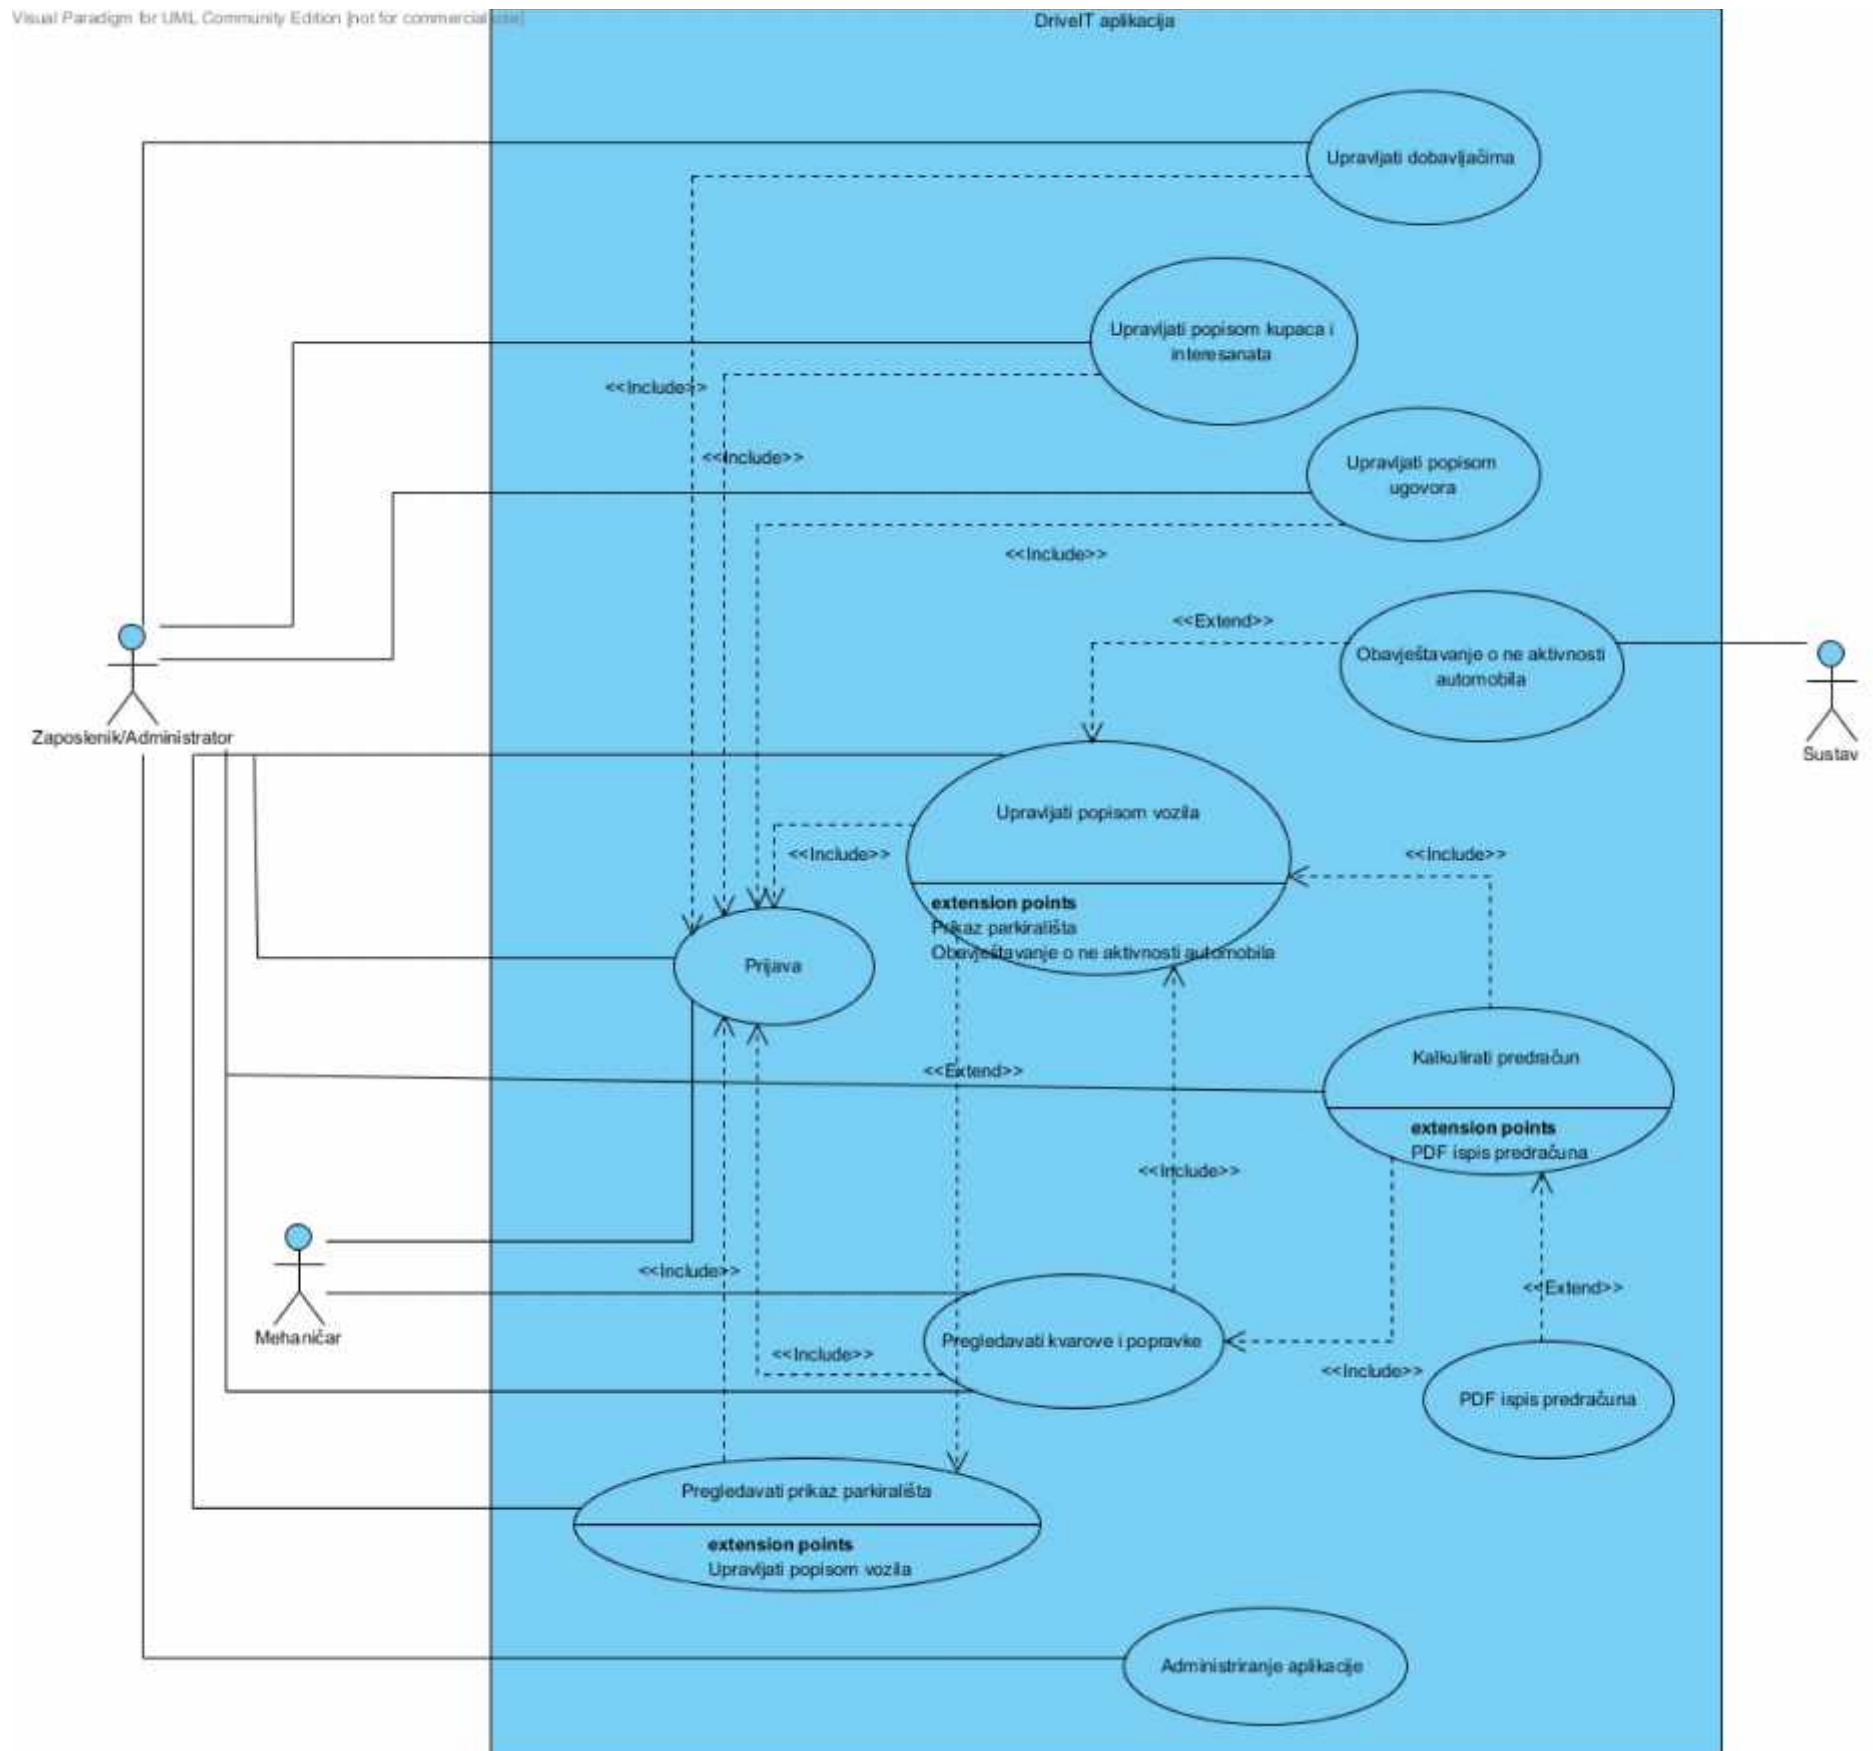 Visual Paradigm for UML Community Edition [not for commercial use]
DriveIT aplikacija
Upravljati dobavljačima
Upravljati popisom kupaca i
interesanata
<<Include>>
<<Include>>
Upravljati popisom
ugovora
<<Include>>
<<Extend>>
Obavještavanje o ne aktivnosti
automobila
Zaposlenik/Administrator
Sustav
Upravljati popisom vozila
<<Include>>
<<Include>>
extension points
Prikaz parkirališta
Obavještavanje o ne aktivnosti automobila
Prijava
Kalkulirati predračun
<<Extend>>
extension points
PDF ispis predračuna
<<Include>>
<<Include>>
<<Extend>>
Mehaničar
Pregledavati kvarove i popravke
<<Include>>
<<Include>>
PDF ispis predračuna
Pregledavati prikaz parkirališta
extension points
Upravljati popisom vozila
Administriranje aplikacije